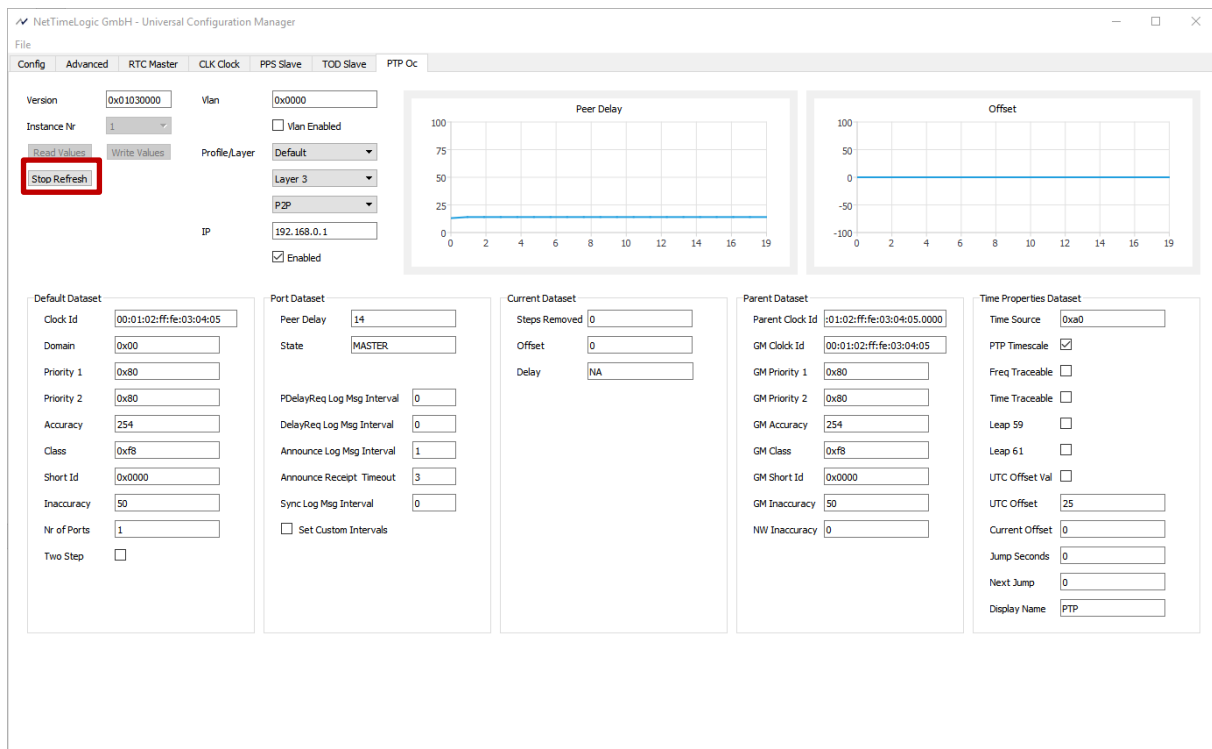 NetTimeLogic GmbH - Universal Configuration Manager
File
Config Advanced RTC Master CLK Clock PPS Slave TOD Slave PTP Oc
Version 0x01030000 Vlan 0x0000
Instance Nr 1 Vlan Enabled
Read Values Write Values Profile/Layer Default
Stop Refresh Layer 3
P2P
IP 192.168.0.1
Enabled
Peer Delay
100
75
50
25
0
0 2 4 6 8 10 12 14 16 19
Offset
100
50
0
-50
-100
0 2 4 6 8 10 12 14 16 19
Default Dataset
Clock Id 00:01:02:ff:fe:03:04:05
Domain 0x00
Priority 1 0x80
Priority 2 0x80
Accuracy 254
Class 0xf8
Short Id 0x0000
Inaccuracy 50
Nr of Ports 1
Two Step
Port Dataset
Peer Delay 14
State MASTER
PDelayReq Log Msg Interval 0
DelayReq Log Msg Interval 0
Announce Log Msg Interval 1
Announce Receipt Timeout 3
Sync Log Msg Interval 0
Set Custom Intervals
Current Dataset
Steps Removed 0
Offset 0
Delay NA
Parent Dataset
Parent Clock Id :01:02:ff:fe:03:04:05.0000
GM Clolck Id 00:01:02:ff:fe:03:04:05
GM Priority 1 0x80
GM Priority 2 0x80
GM Accuracy 254
GM Class 0xf8
GM Short Id 0x0000
GM Inaccuracy 50
NW Inaccuracy 0
Time Properties Dataset
Time Source 0xa0
PTP Timescale
Freq Traceable
Time Traceable
Leap 59
Leap 61
UTC Offset Val
UTC Offset 25
Current Offset 0
Jump Seconds 0
Next Jump 0
Display Name PTP